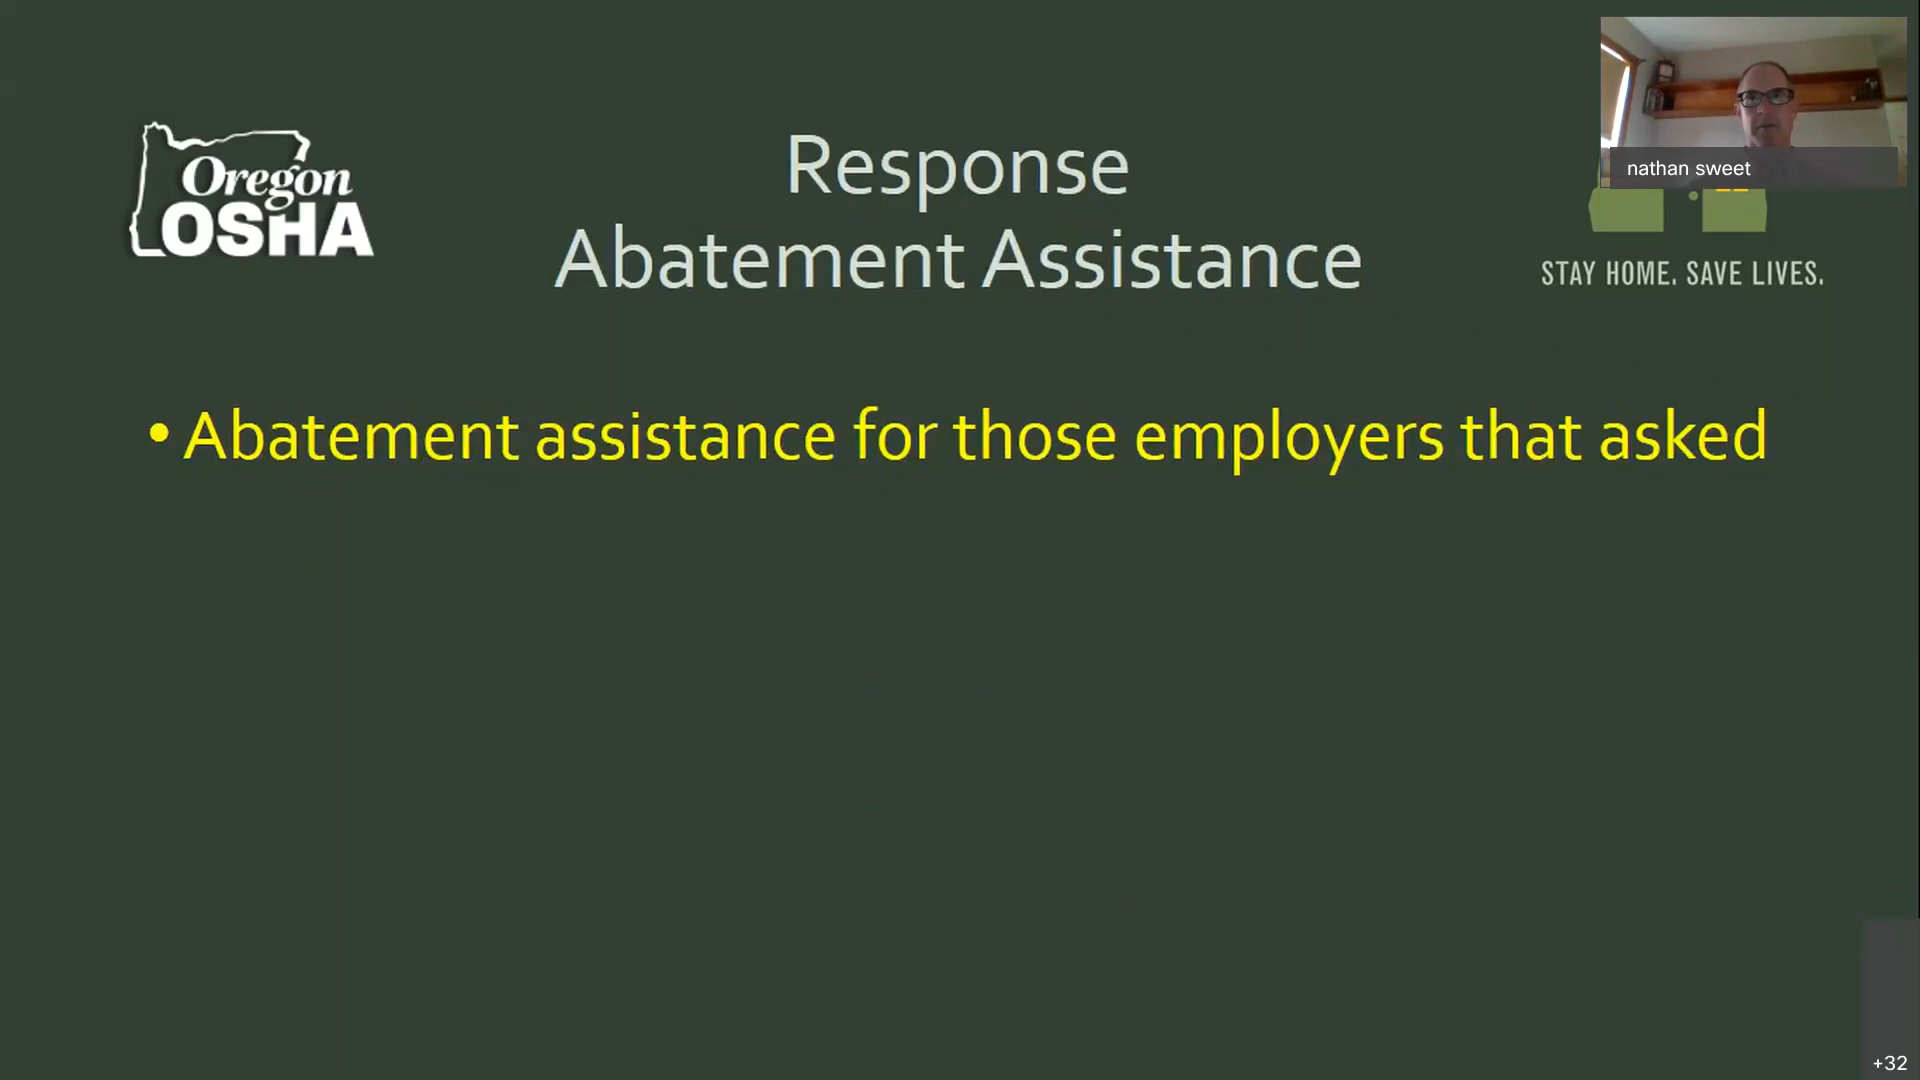 Oregon
OSHA
Response
Abatement Assistance
nathan sweet
STAY HOME. SAVE LIVES.
• Abatement assistance for those employers that asked
+32